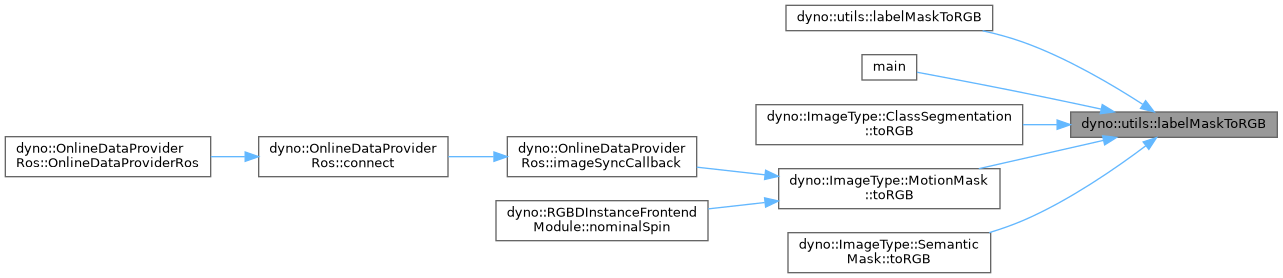 dyno::utils::labelMaskToRGB
main
dyno::ImageType::ClassSegmentation
::toRGB
dyno::utils::labelMaskToRGB
dyno::OnlineDataProvider
Ros::OnlineDataProviderRos
dyno::OnlineDataProvider
Ros::connect
dyno::OnlineDataProvider
Ros::imageSyncCallback
dyno::ImageType::MotionMask
::toRGB
dyno::RGBDInstanceFrontend
Module::nominalSpin
dyno::ImageType::Semantic
Mask::toRGB